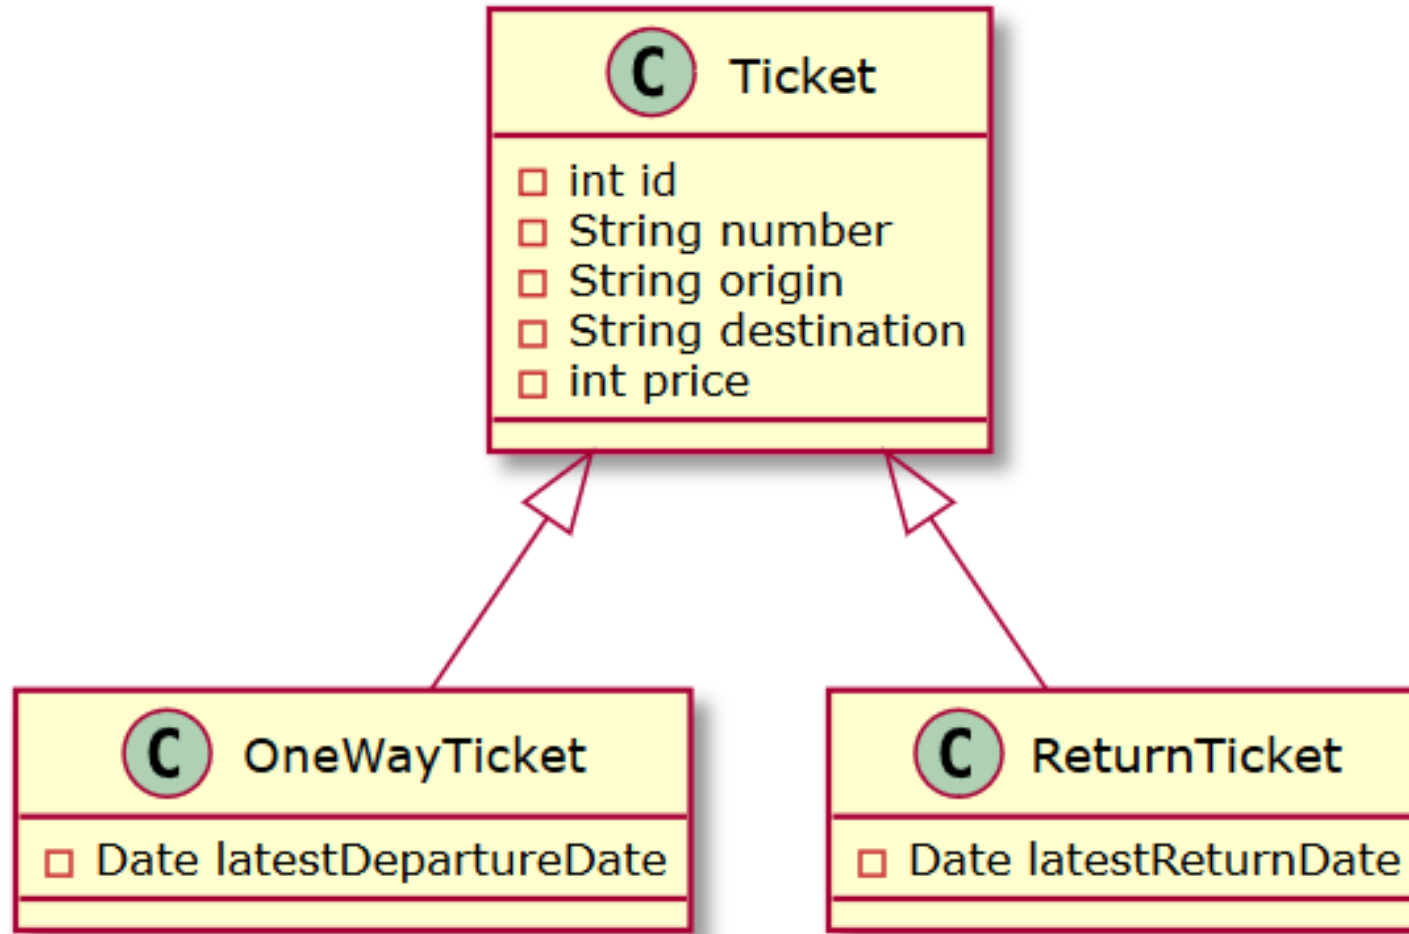 C Ticket
int id
String number
String origin
String destination
int price
C OneWayTicket
Date latestDepartureDate
C ReturnTicket
Date latestReturnDate